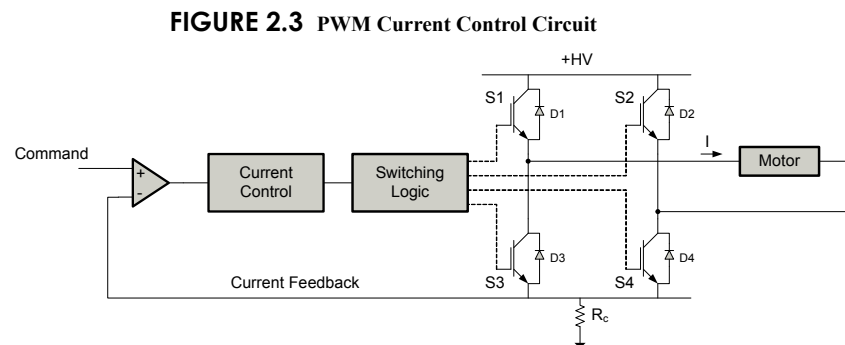 FIGURE 2.3 PWM Current Control Circuit
+HV
S1
D1
S2
D2
Command
+
-
Current
Control
Switching
Logic
I
Motor
S3
D3
S4
D4
Current Feedback
Rc